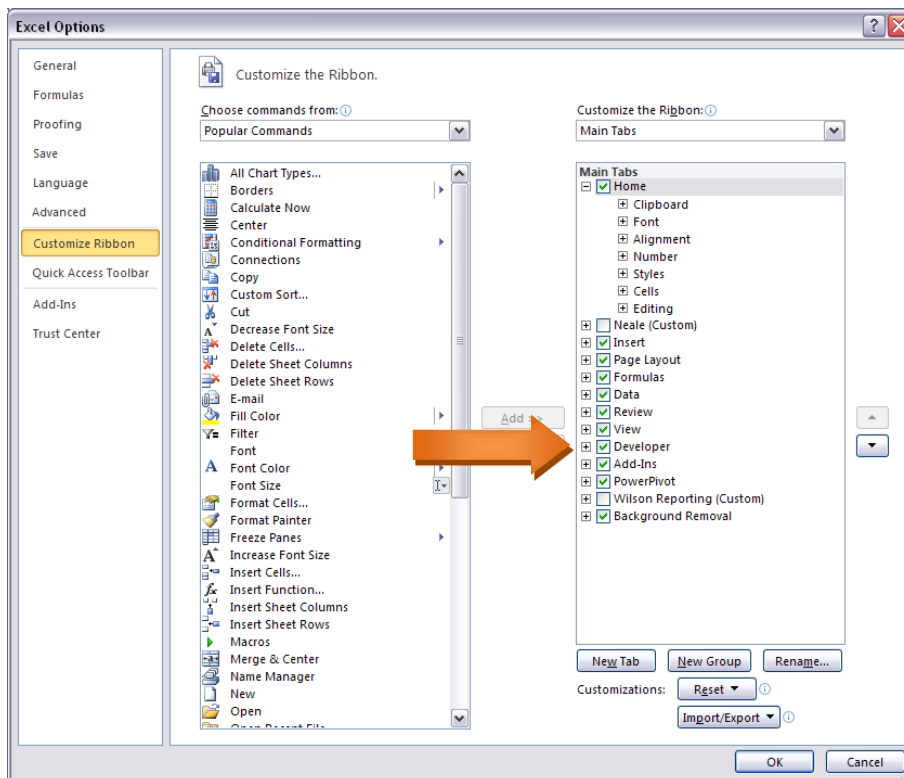 Excel Options
General
Formulas
Proofing
Save
Language
Advanced
Customize Ribbon
Quick Access Toolbar
Add-Ins
Trust Center
Customize the Ribbon.
Choose commands from:
Popular Commands
All Chart Types...
Borders
Calculate Now
Center
Conditional Formatting
Connections
Copy
Custom Sort...
Cut
Decrease Font Size
Delete Cells...
Delete Sheet Columns
Delete Sheet Rows
E-mail
Fill Color
Filter
Font
Font Color
Font Size
Format Cells...
Format Painter
Freeze Panes
Increase Font Size
Insert Cells...
Insert Function...
Insert Sheet Columns
Insert Sheet Rows
Macros
Merge & Center
Name Manager
New
Open
Open Recent File...
Add >>
Customize the Ribbon:
Main Tabs
Main Tabs
Home
Clipboard
Font
Alignment
Number
Styles
Cells
Editing
Neale (Custom)
Insert
Page Layout
Formulas
Data
Review
View
Developer
Add-Ins
PowerPivot
Wilson Reporting (Custom)
Background Removal
New Tab
New Group
Rename...
Customizations:
Reset
Import/Export
OK
Cancel